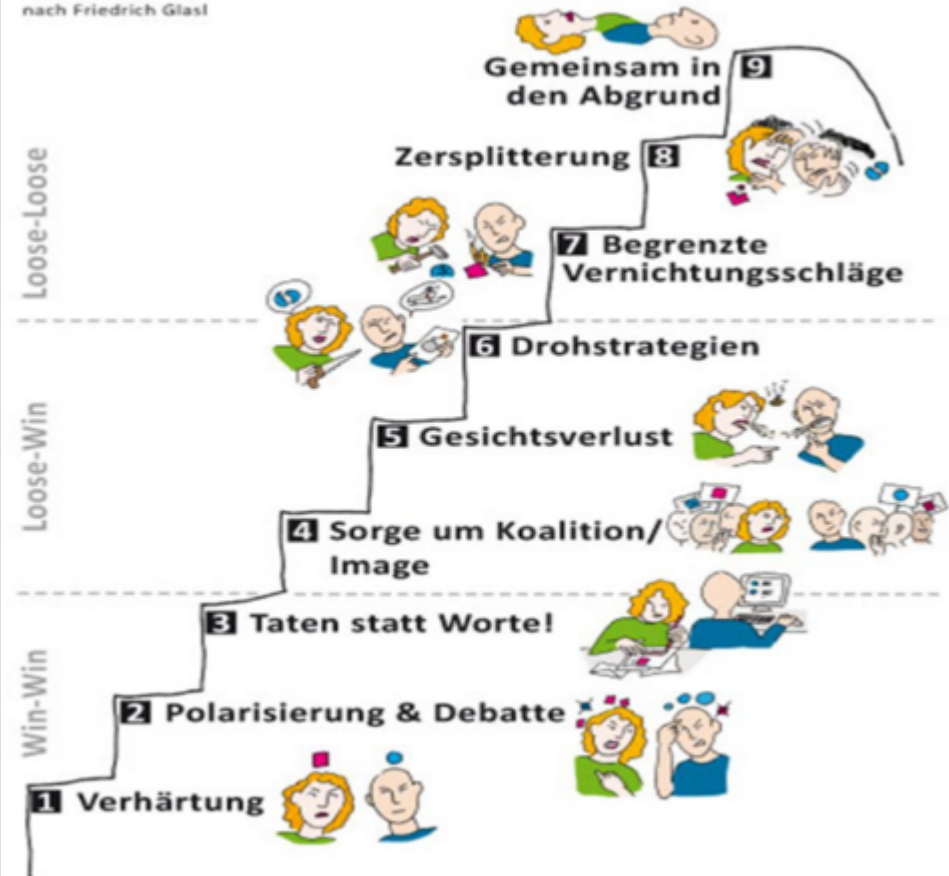 nach Friedrich Glasl
Gemeinsam in 9
den Abgrund
Zersplitterung 8
Loose-Loose
7 Begrenzte
Vernichtungsschläge
6 Drohstrategien
5 Gesichtsverlust
Loose-Win
4 Sorge um Koalition/
Image
3 Taten statt Worte!
Win-Win
2 Polarisierung & Debatte
1 Verhärtung